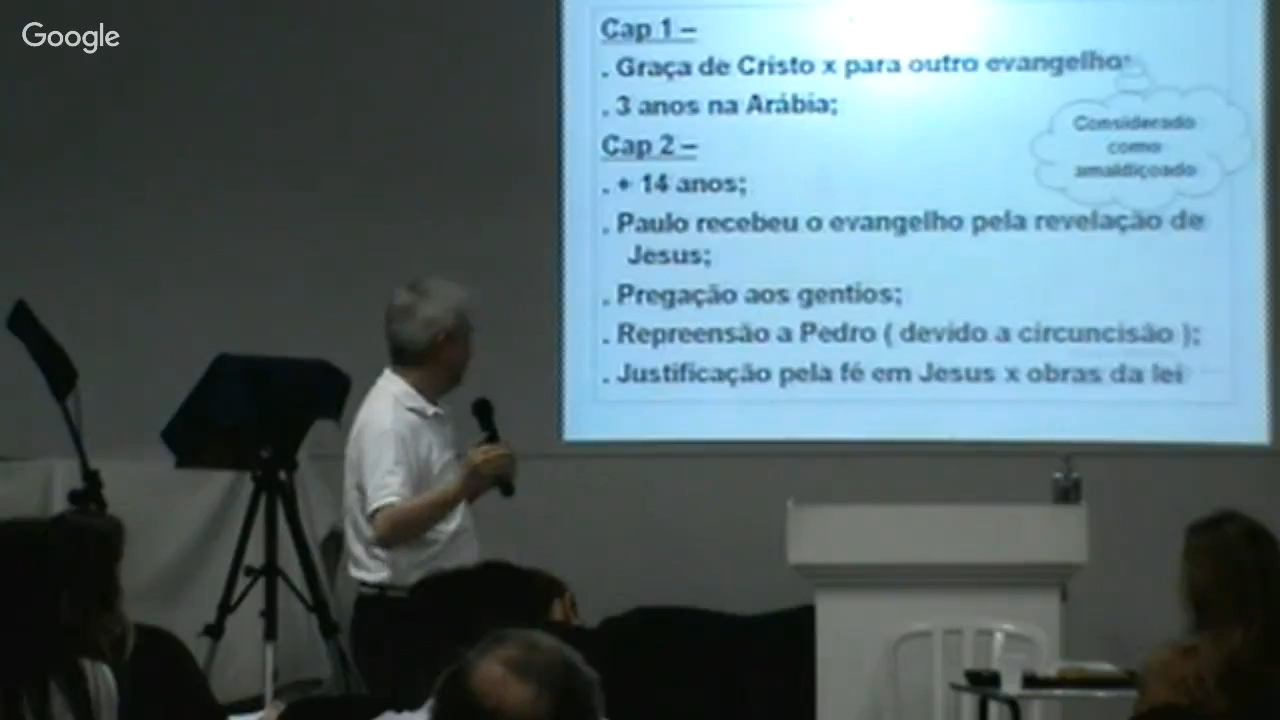 Google
Cap 1 –
. Graça de Cristo x para outro evangelho;
. 3 anos na Arábia;
Considerado
como
amaldiçoado
Cap 2 –
. + 14 anos;
. Paulo recebeu o evangelho pela revelação de
Jesus;
. Pregação aos gentios;
. Repreensão a Pedro ( devido a circuncisão );
. Justificação pela fé em Jesus x obras da lei